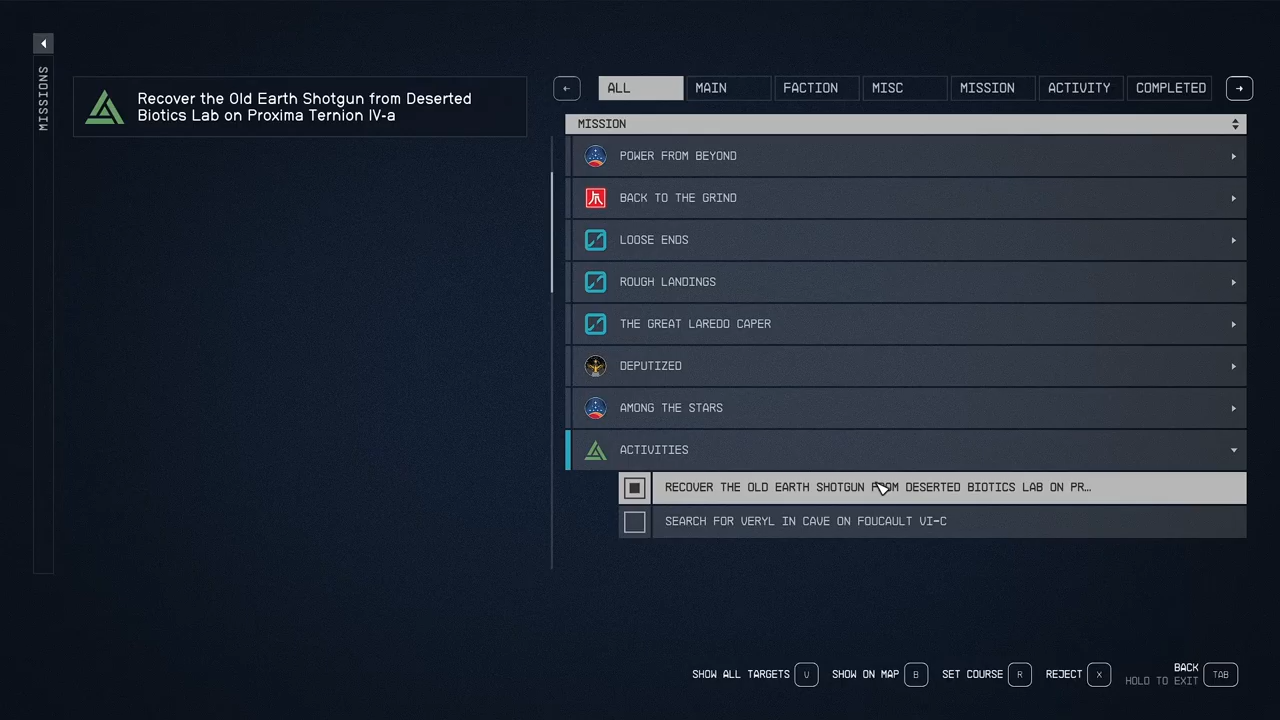 MISSIONS
Recover the Old Earth Shotgun from Deserted
Biotics Lab on Proxima Ternion IV-a
ALL MAIN FACTION MISC MISSION ACTIVITY COMPLETED
MISSION
POWER FROM BEYOND
BACK TO THE GRIND
LOOSE ENDS
ROUGH LANDINGS
THE GREAT LAREDO CAPER
DEPUTIZED
AMONG THE STARS
ACTIVITIES
RECOVER THE OLD EARTH SHOTGUN FROM DESERTED BIOTICS LAB ON PR...
SEARCH FOR VERYL IN CAVE ON FOUCAULT VI-C
SHOW ALL TARGETS V SHOW ON MAP B SET COURSE R REJECT X BACK TAB
HOLD TO EXIT